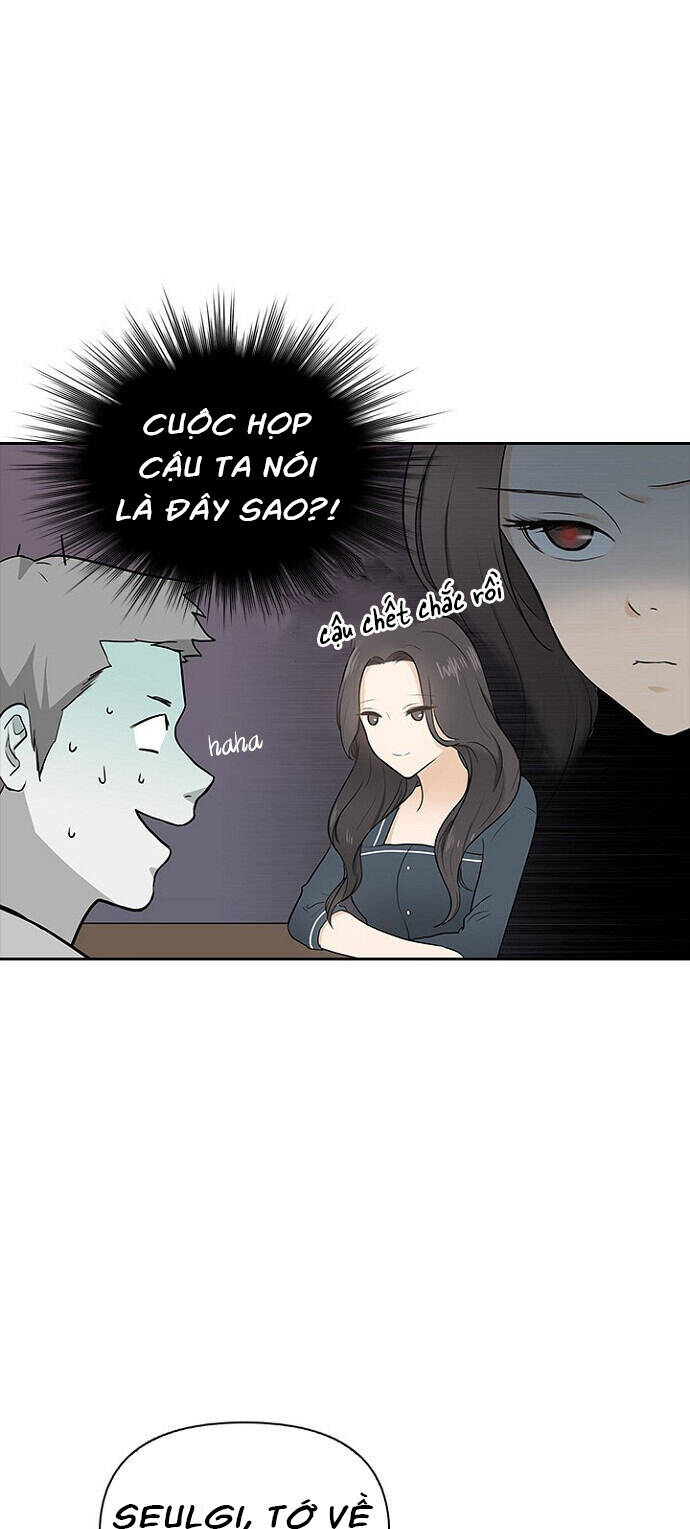 CUỘC HỌP
CẬU TA NÓI
LÀ ĐÂY SAO?!
cậu chết chắc rồi
haha
SEULGI, TỚ VỀ